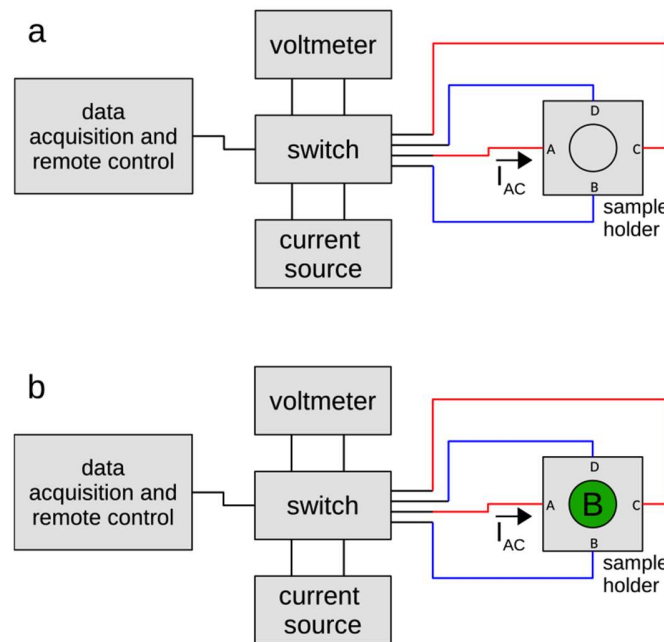 a
voltmeter
data
acquisition and
remote control
switch
current
source
I AC
D
A
C
B
sample
holder
b
voltmeter
data
acquisition and
remote control
switch
current
source
I AC
D
A
B
C
B
sample
holder